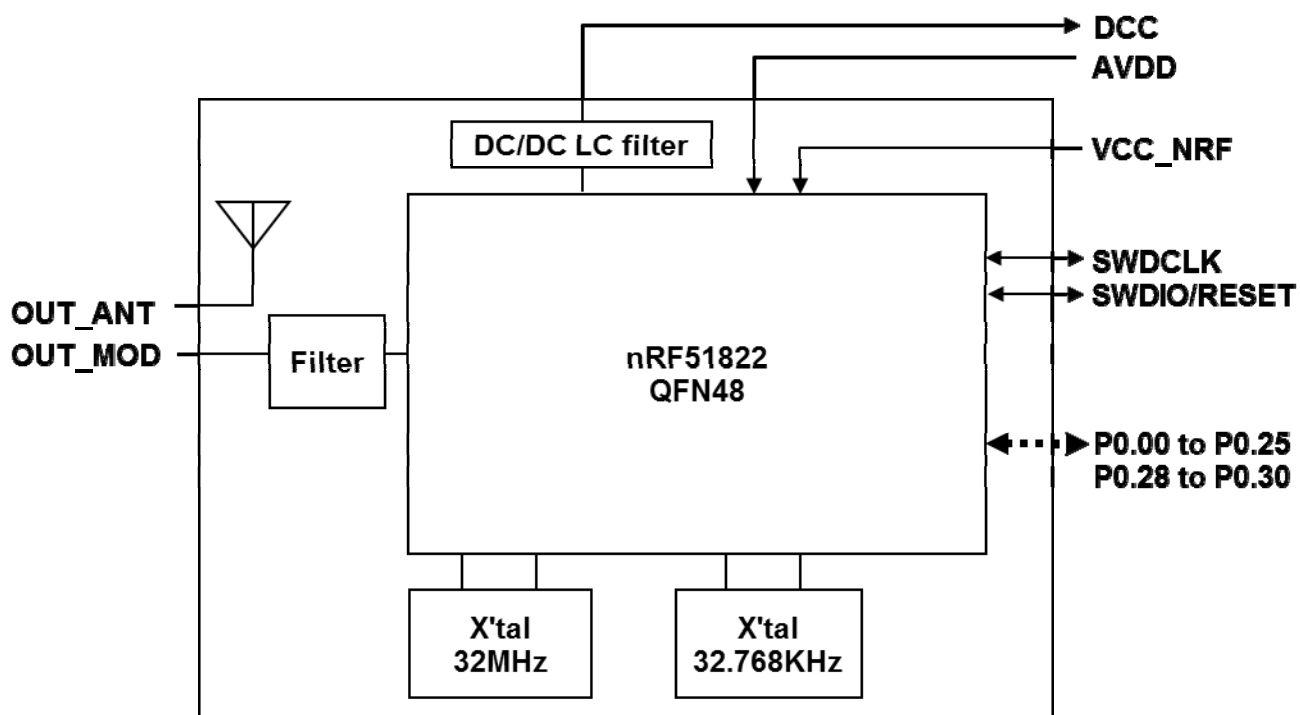 DCC
AVDD
DC/DC LC filter
VCC_NRF
SWDCLK
SWDIO/RESET
OUT_ANT
OUT_MOD
Filter
nRF51822
QFN48
P0.00 to P0.25
P0.28 to P0.30
X'tal
32MHz
X'tal
32.768KHz